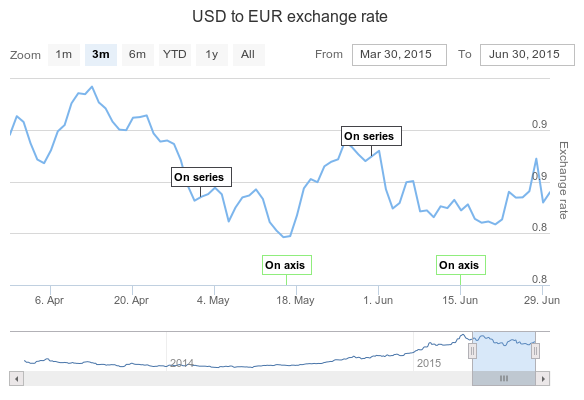 USD to EUR exchange rate
Zoom 1m 3m 6m YTD 1y All From Mar 30, 2015 To Jun 30, 2015
0.9
On series
On series
0.9
Exchange rate
0.8
On axis On axis
0.8
6. Apr 20. Apr 4. May 18. May 1. Jun 15. Jun 29. Jun
2014 2015